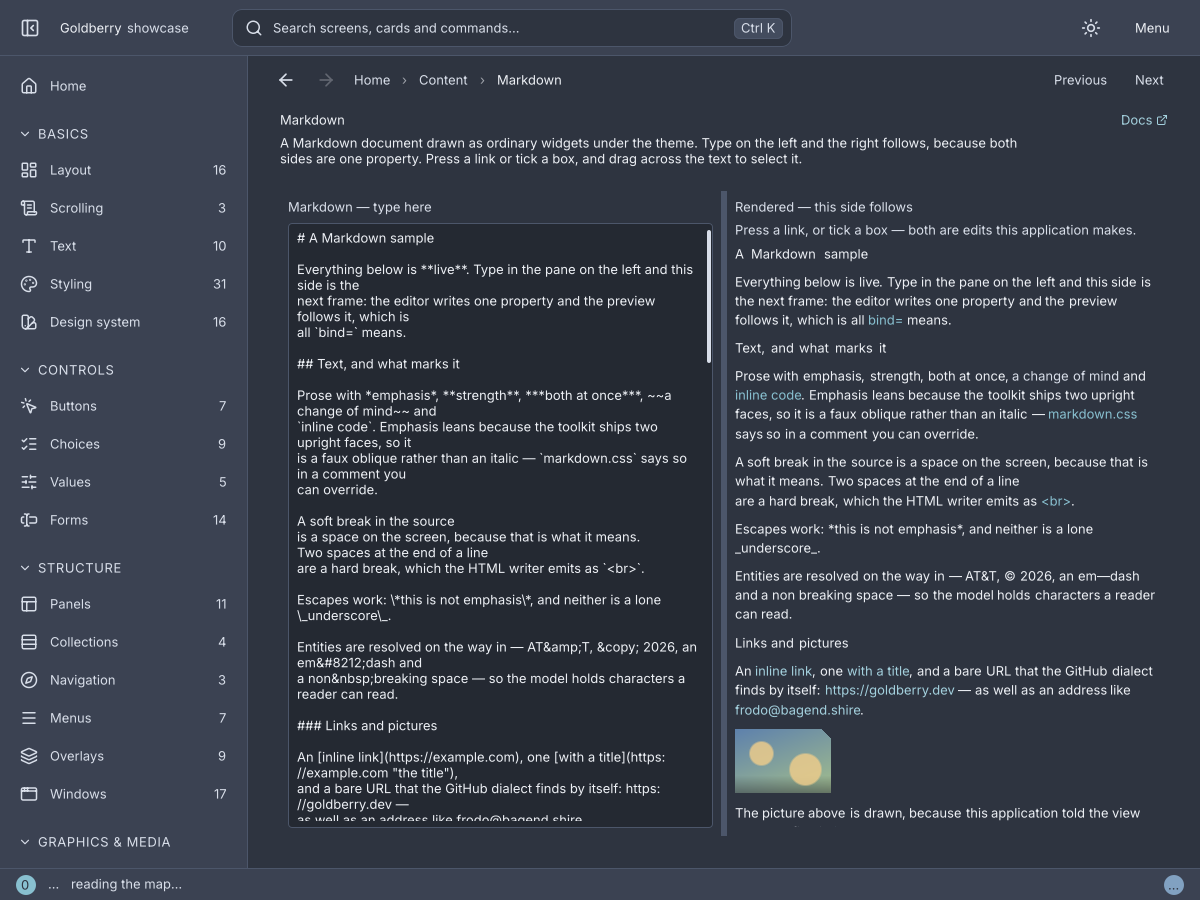 Goldberry showcase
Search screens, cards and commands...
Ctrl K
Menu
Home
BASICS
Layout 16
Scrolling 3
Text 10
Styling 31
Design system 16
CONTROLS
Buttons 7
Choices 9
Values 5
Forms 14
STRUCTURE
Panels 11
Collections 4
Navigation 3
Menus 7
Overlays 9
Windows 17
GRAPHICS & MEDIA
Home › Content › Markdown
Previous Next
Markdown
Docs
A Markdown document drawn as ordinary widgets under the theme. Type on the left and the right follows, because both
sides are one property. Press a link or tick a box, and drag across the text to select it.
Markdown — type here
# A Markdown sample
Everything below is **live**. Type in the pane on the left and this
side is the
next frame: the editor writes one property and the preview
follows it, which is
all `bind=` means.
## Text, and what marks it
Prose with *emphasis*, **strength**, ***both at once***, ~~a
change of mind~~ and
`inline code`. Emphasis leans because the toolkit ships two
upright faces, so it
is a faux oblique rather than an italic — `markdown.css` says so
in a comment you
can override.
A soft break in the source
is a space on the screen, because that is what it means.
Two spaces at the end of a line
are a hard break, which the HTML writer emits as `<br>`.
Escapes work: \*this is not emphasis\*, and neither is a lone
\_underscore\_.
Entities are resolved on the way in — AT&amp;T, &copy; 2026, an
em&#8212;dash and
a non&nbsp;breaking space — so the model holds characters a
reader can read.
### Links and pictures
An [inline link](https://example.com), one [with a title](https:
//example.com "the title"),
and a bare URL that the GitHub dialect finds by itself: https:
//goldberry.dev —
as well as an address like frodo@bagend.shire
Rendered — this side follows
Press a link, or tick a box — both are edits this application makes.
A Markdown sample
Everything below is live. Type in the pane on the left and this side is
the next frame: the editor writes one property and the preview
follows it, which is all bind= means.
Text, and what marks it
Prose with emphasis, strength, both at once, a change of mind and
inline code. Emphasis leans because the toolkit ships two upright
faces, so it is a faux oblique rather than an italic — markdown.css
says so in a comment you can override.
A soft break in the source is a space on the screen, because that is
what it means. Two spaces at the end of a line
are a hard break, which the HTML writer emits as <br>.
Escapes work: *this is not emphasis*, and neither is a lone
_underscore_.
Entities are resolved on the way in — AT&T, © 2026, an em—dash
and a non breaking space — so the model holds characters a reader
can read.
Links and pictures
An inline link, one with a title, and a bare URL that the GitHub dialect
finds by itself: https://goldberry.dev — as well as an address like
frodo@bagend.shire.
The picture above is drawn, because this application told the view
0 ... reading the map...
...